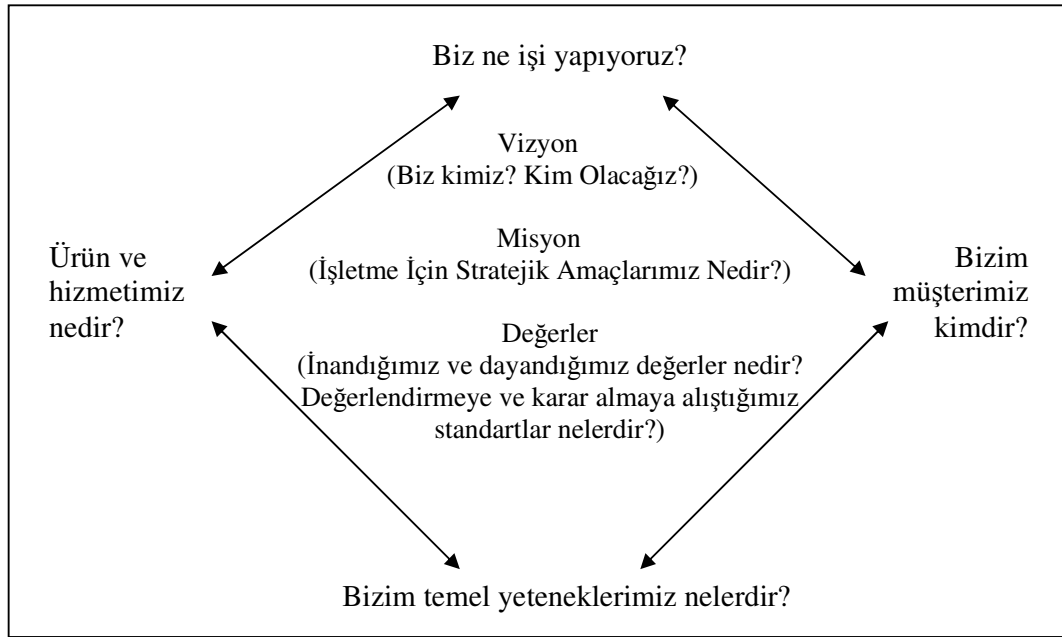 Biz ne işi yapıyoruz?
Vizyon
(Biz kimiz? Kim Olacağız?)
Misyon
(İşletme İçin Stratejik Amaçlarımız Nedir?)
Ürün ve
hizmetimiz
nedir?
Bizim
müşterimiz
kimdir?
Değerler
(İnandığımız ve dayandığımız değerler nedir?
Değerlendirmeye ve karar almaya alıştığımız
standartlar nelerdir?)
Bizim temel yeteneklerimiz nelerdir?